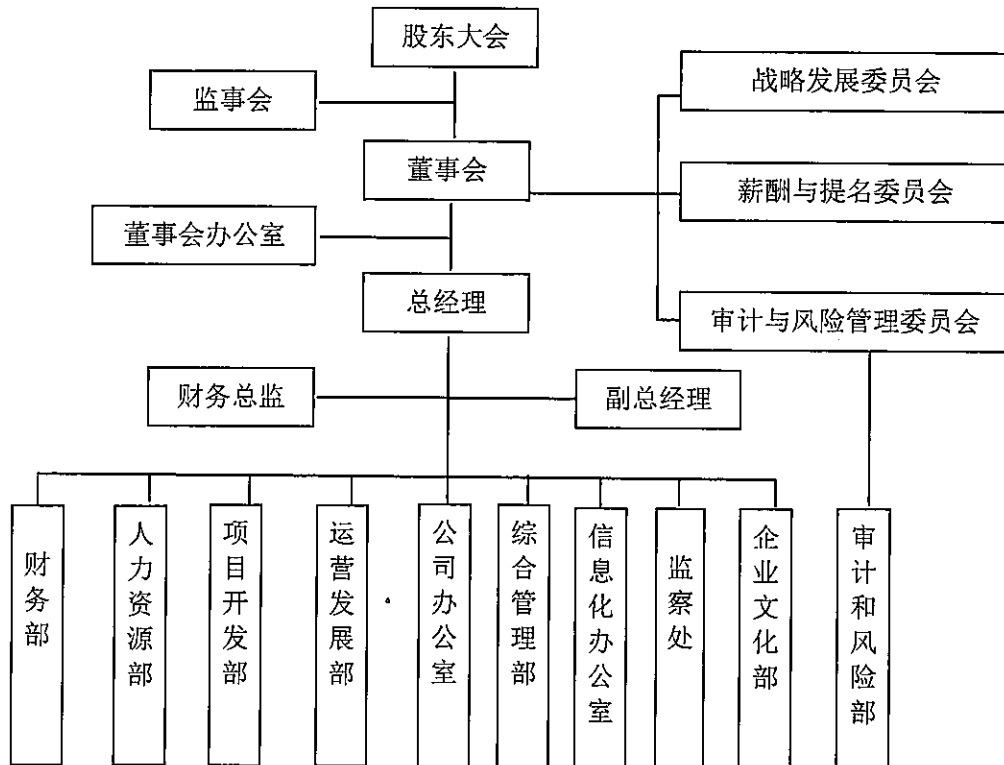 股东大会
战略发展委员会
监事会
董事会
薪酬与提名委员会
董事会办公室
总经理
审计与风险管理委员会
财务总监
副总经理
财务部
人力资源部
项目开发部
运营发展部
公司办公室
综合管理部
信息化办公室
监察处
企业文化部
审计和风险部